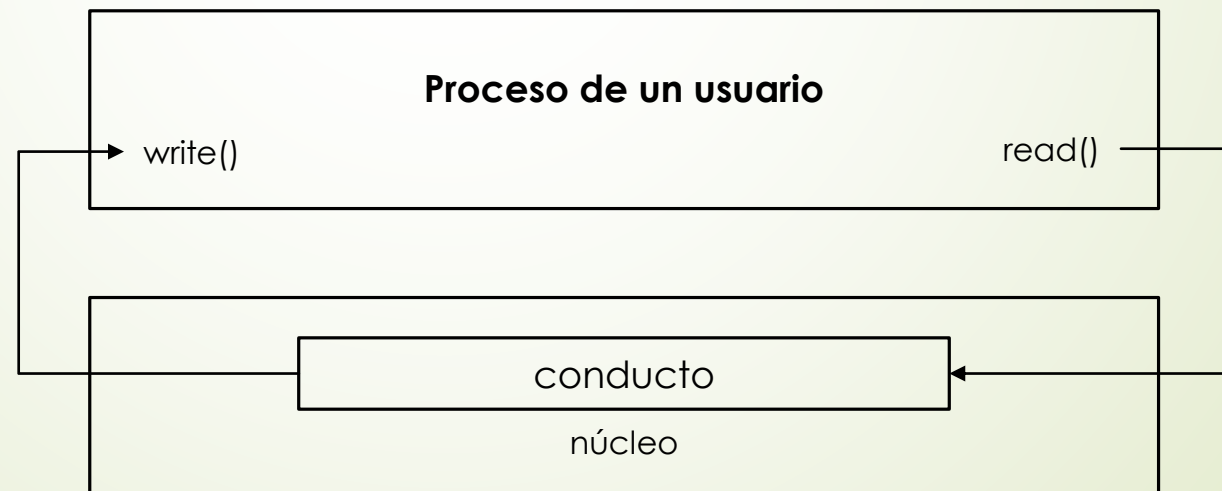 Proceso de un usuario
write()
read()
conducto
núcleo